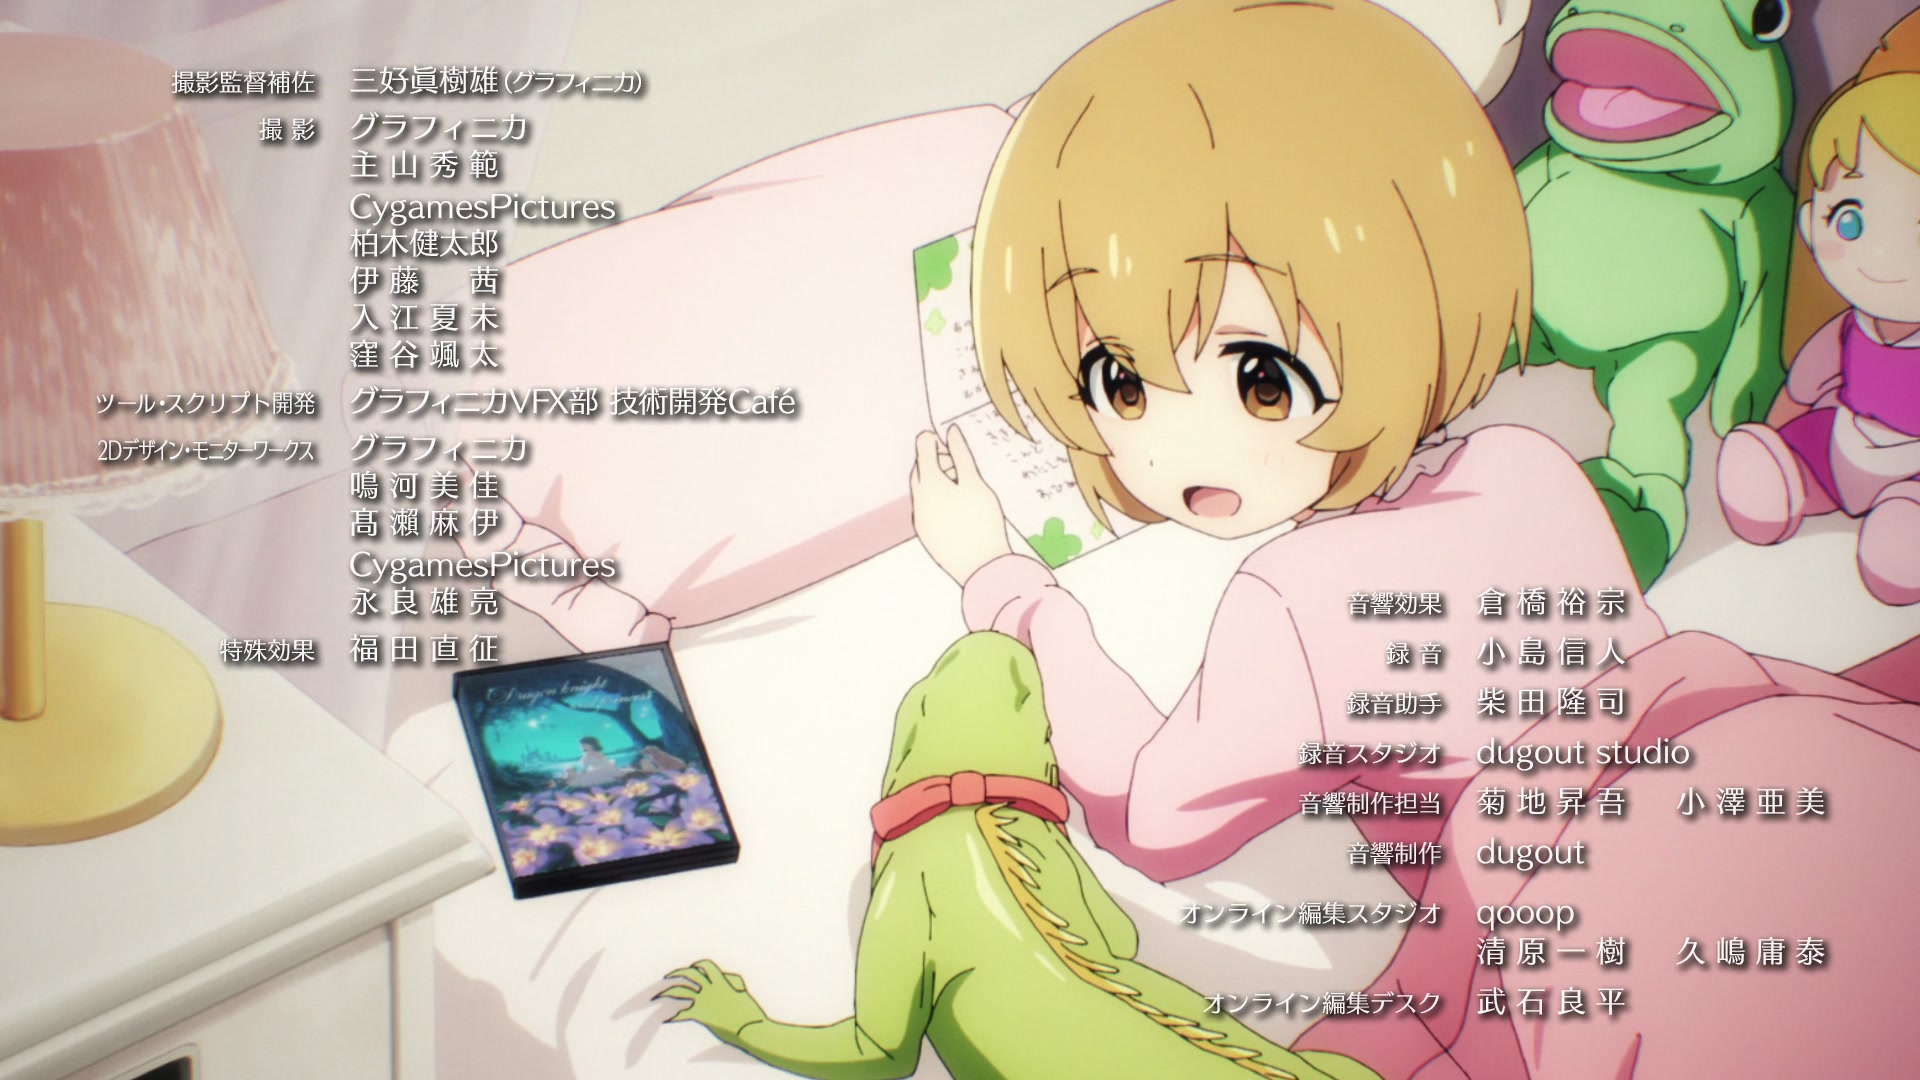 撮影監督補佐 三好眞樹雄(グラフィニカ)
撮影 グラフィニカ
主山秀範
CygamesPictures
柏木健太郎
伊藤 茜
入江夏未
窪谷颯太
ツール・スクリプト開発 グラフィニカVFX部 技術開発Café
2Dデザイン・モニターワークス グラフィニカ
鳴河美佳
髙瀨麻伊
CygamesPictures
永良雄亮
特殊効果 福田直征
Dragon knight
音響効果 倉橋裕宗
録音 小島信人
録音助手 柴田隆司
録音スタジオ dugout studio
音響制作担当 菊地昇吾 小澤亜美
音響制作 dugout
オンライン編集スタジオ qooop
清原一樹 久嶋庸泰
オンライン編集デスク 武石良平